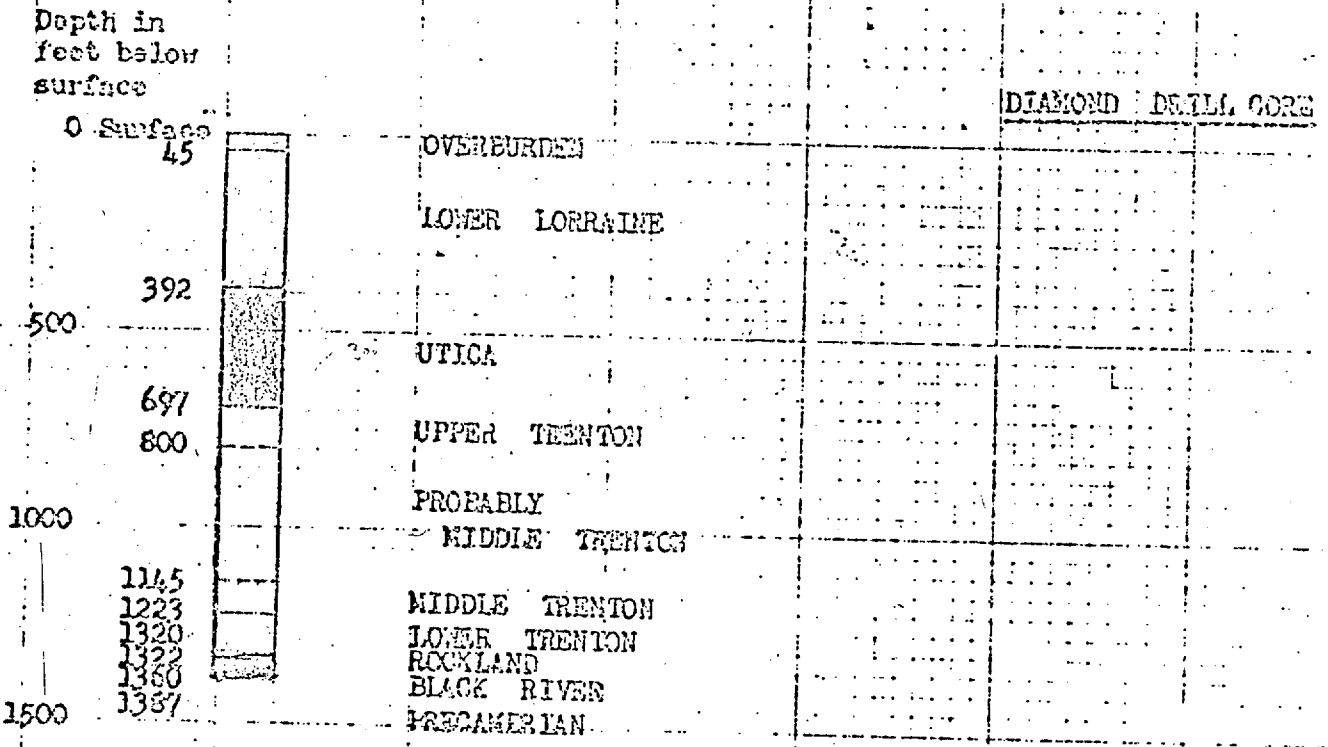 Depth in
feet below
surface
DIAMOND DRILL CORE
0 Surface
45
OVERBURDEN
LOWER LORRAINE
392
500
UTICA
697
UPPER TRENTON
800
PROBABLY
1000
MIDDLE TRENTON
1145
1223
MIDDLE TRENTON
1320
LOWER TRENTON
1322
ROCKLAND
1360
BLACK RIVER
1387
1500
PRECAMBRIAN